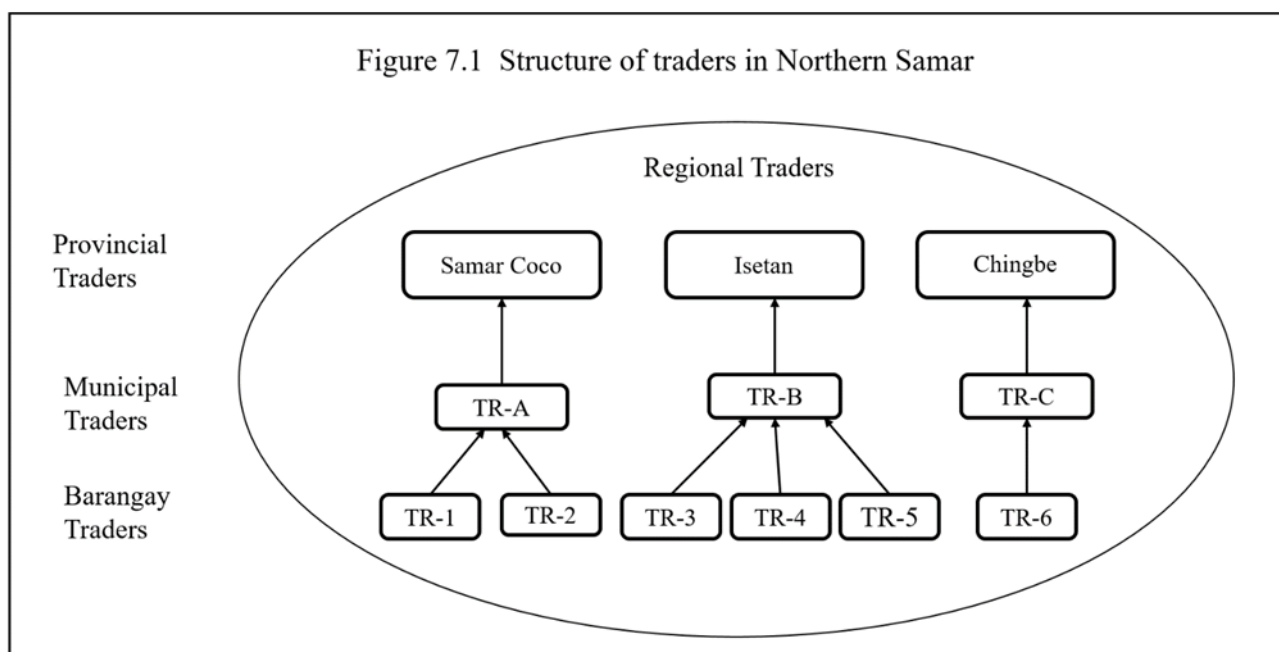 Figure 7.1 Structure of traders in Northern Samar
Regional Traders
Provincial
Traders
Samar Coco
Isetan
Chingbe
Municipal
Traders
TR-A
TR-B
TR-C
Barangay
Traders
TR-1
TR-2
TR-3
TR-4
TR-5
TR-6